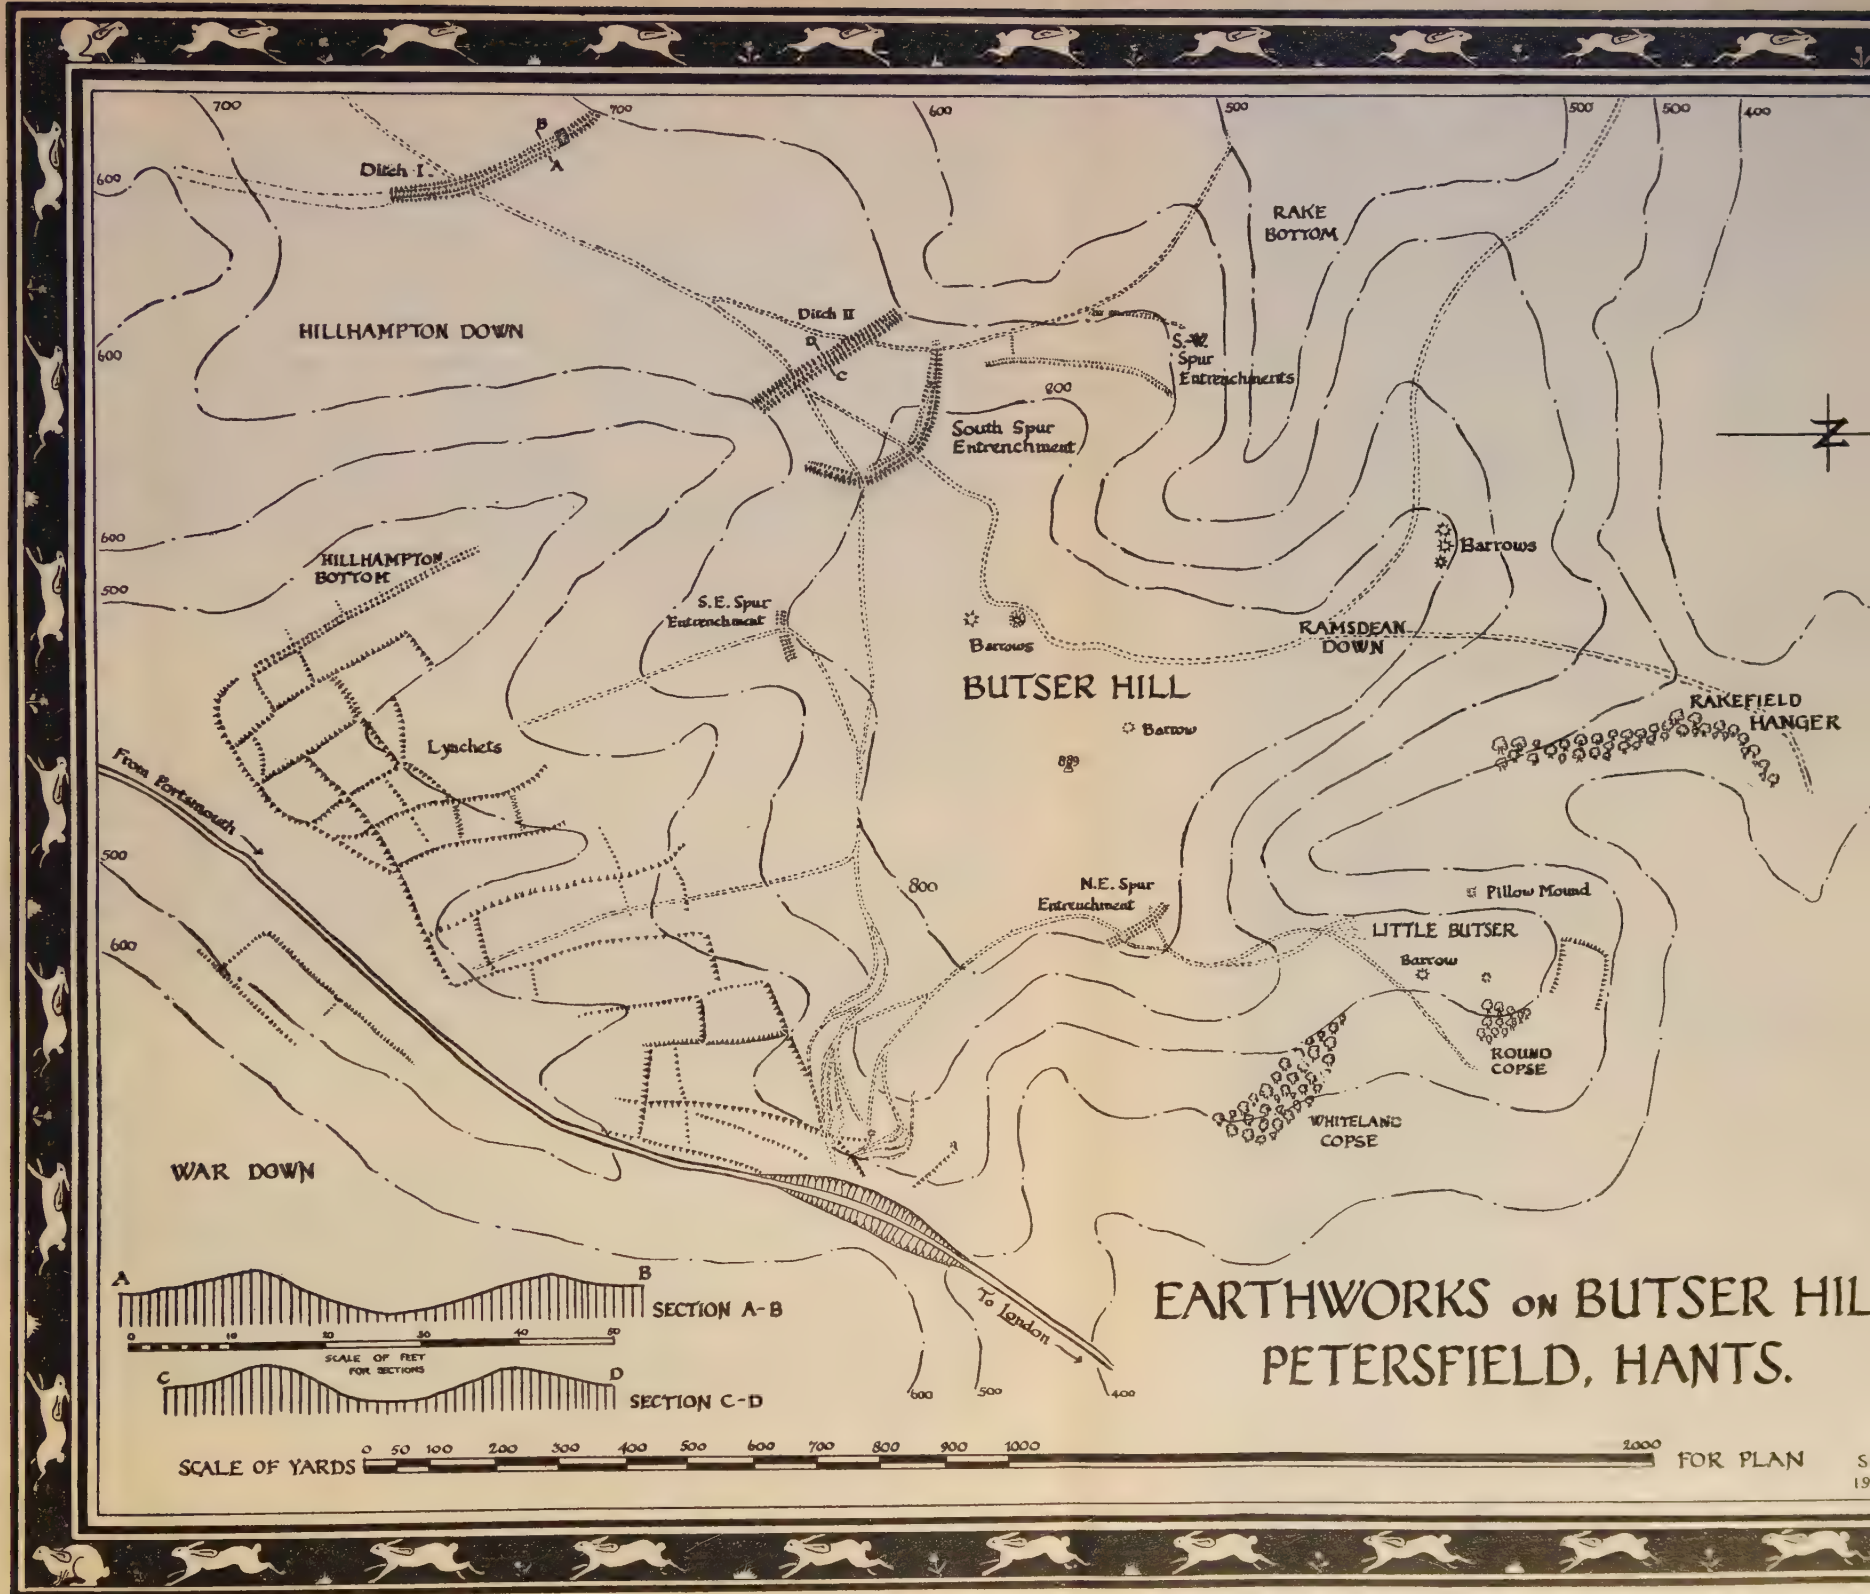 700
700
600
500
500
500
400
B
A
Ditch I.
600
RAKE
BOTTOM
HILLHAMPTON DOWN
Ditch II
D
C
600
S.-W.
Spur
Entrenchments
800
South Spur
Entrenchment
N
600
HILLHAMPTON
BOTTOM
500
Barrows
S.E. Spur
Entrenchment
Barrows
RAMSDEAN
DOWN
BUTSER HILL
RAKEFIELD
HANGER
Barrow
Lynchets
889
From Portsmouth
500
800
N.E. Spur
Entrenchment
Pillow Mound
LITTLE BUTSER
Barrow
600
ROUND
COPSE
WHITELAND
COPSE
WAR DOWN
A
B
SECTION A-B
0 10 20 30 40 50
SCALE OF FEET
FOR SECTIONS
C
D
SECTION C-D
To London
600
500
400
EARTHWORKS ON BUTSER HIL
PETERSFIELD, HANTS.
SCALE OF YARDS 0 50 100 200 300 400 500 600 700 800 900 1000 2000 FOR PLAN
S
19